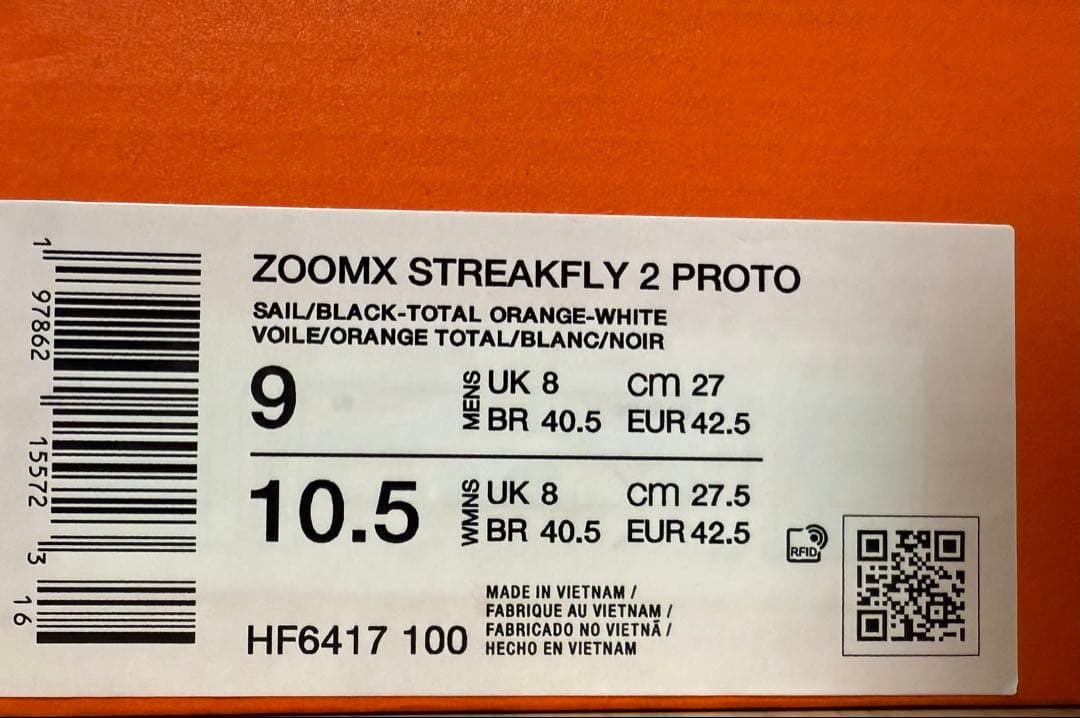 ZOOMX STREAKFLY 2 PROTO
SAIL/BLACK-TOTAL ORANGE-WHITE
VOILE/ORANGE TOTAL/BLANC/NOIR
9 MENS UK 8 cm 27
BR 40.5 EUR 42.5
10.5 WMNS UK 8 cm 27.5
BR 40.5 EUR 42.5
HF6417 100
MADE IN VIETNAM /
FABRIQUE AU VIETNAM /
FABRICADO NO VIETNÃ /
HECHO EN VIETNAM
RFID
1 97862 15572 3 16